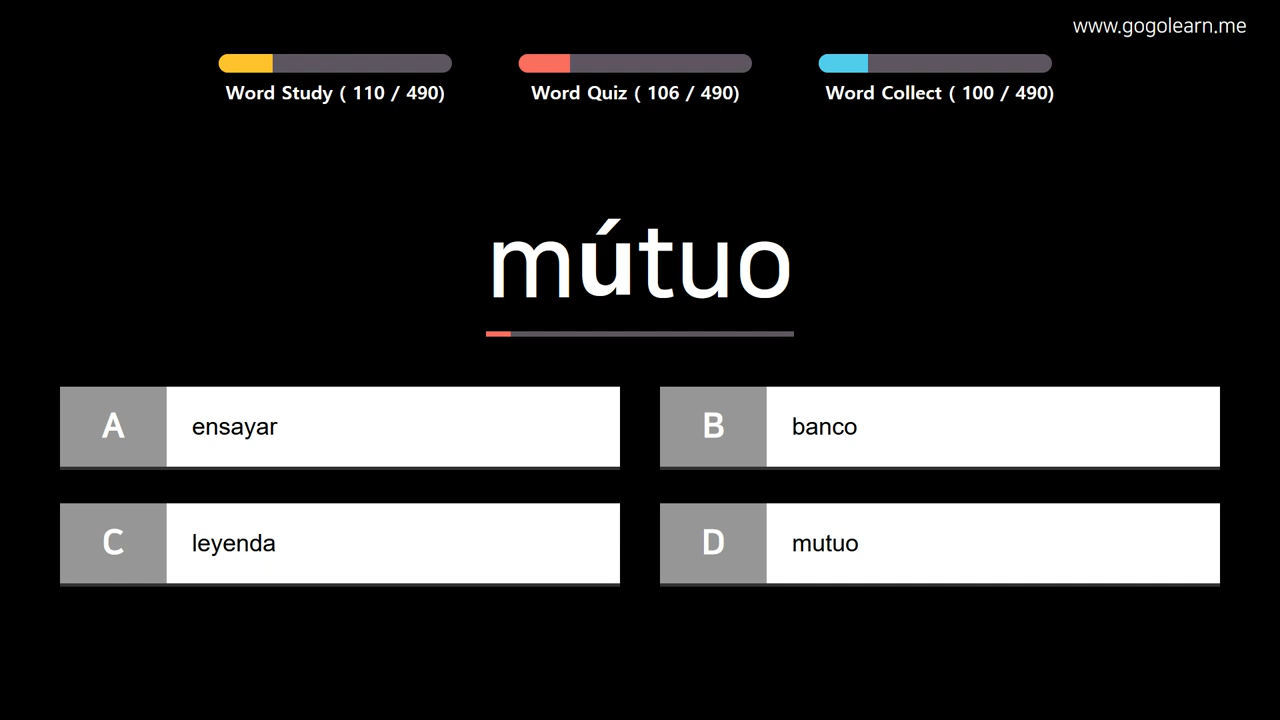 www.gogolearn.me
Word Study ( 110 / 490)
Word Quiz ( 106 / 490)
Word Collect ( 100 / 490)
mútuo
A ensayar
B banco
C leyenda
D mutuo